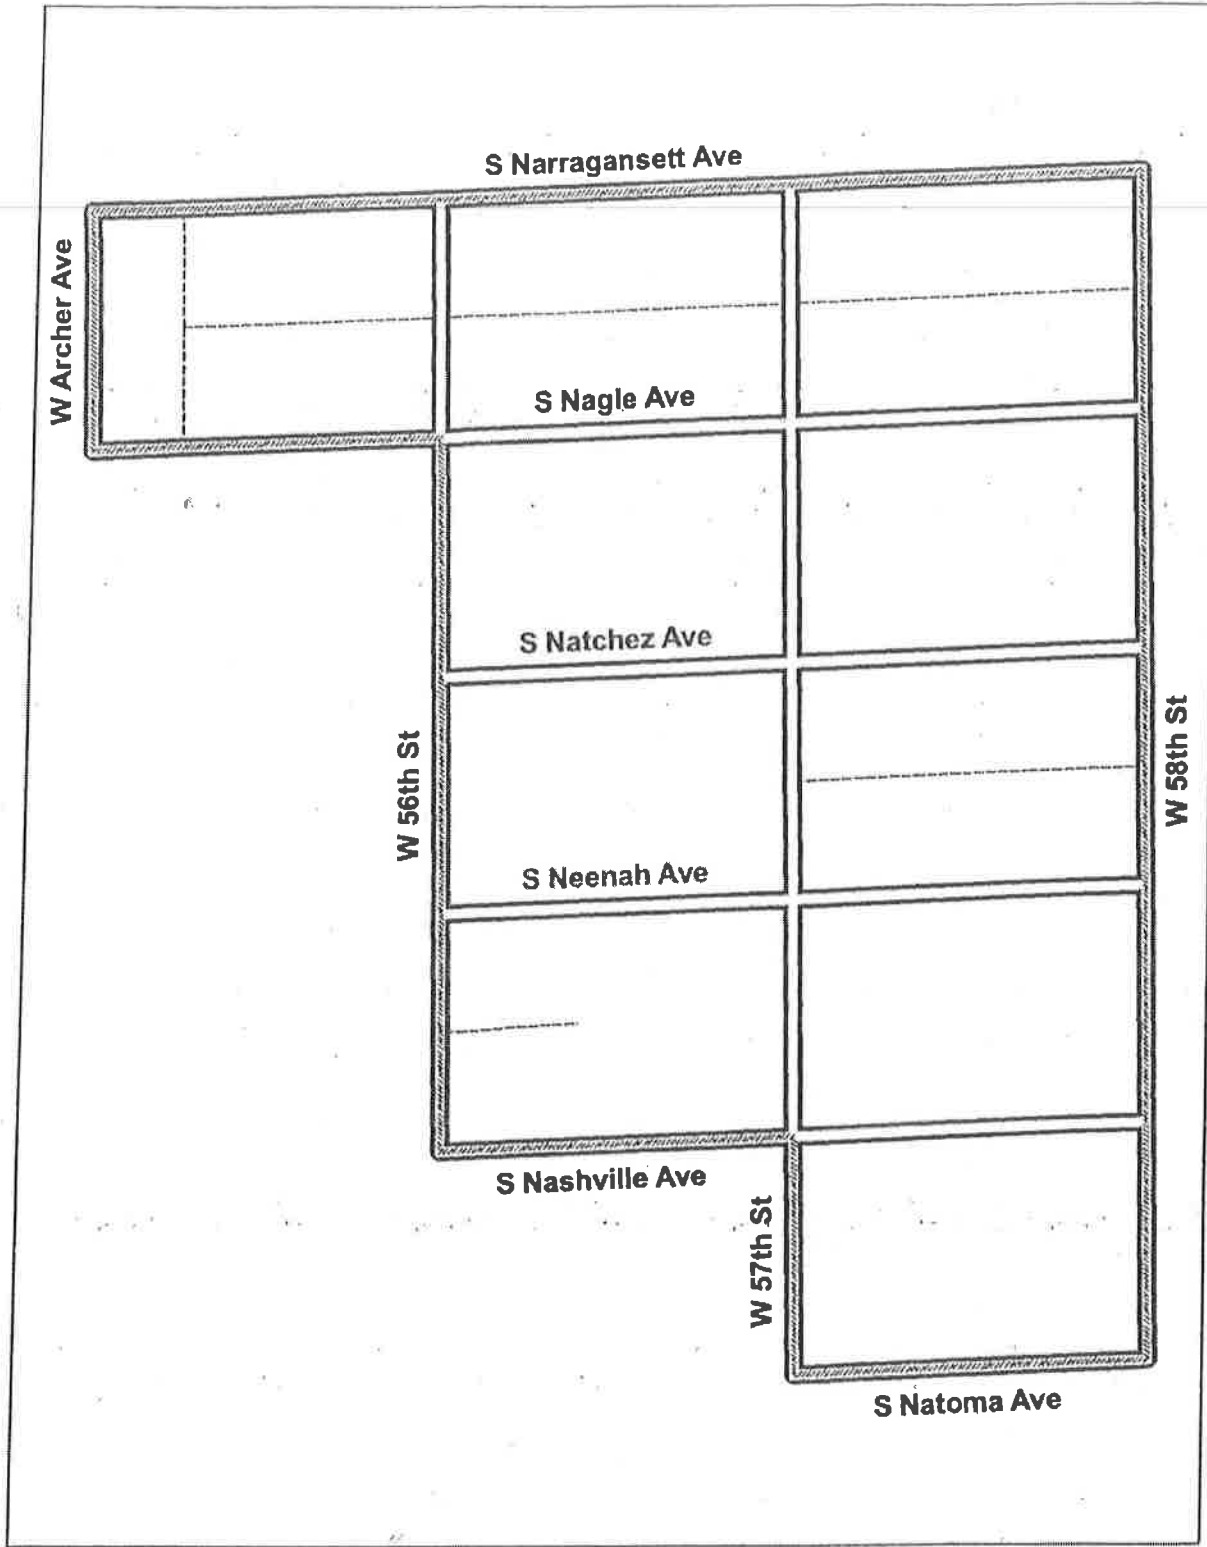 S Narragansett Ave
W Archer Ave
S Nagle Ave
S Natchez Ave
W 56th St
W 58th St
S Neenah Ave
S Nashville Ave
W 57th St
S Natoma Ave